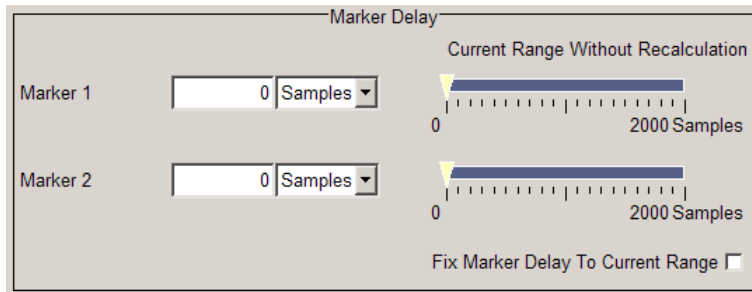 Marker Delay
Current Range Without Recalculation
Marker 1 0 Samples
0 2000 Samples
Marker 2 0 Samples
0 2000 Samples
Fix Marker Delay To Current Range